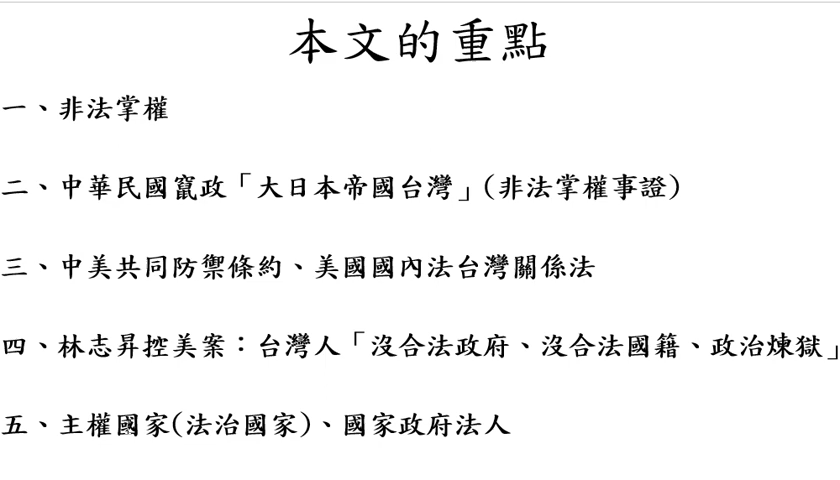 本文的重點
一、非法掌權
二、中華民國竄政「大日本帝國台灣」(非法掌權事證)
三、中美共同防禦條約、美國國內法台灣關係法
四、林志昇控美案：台灣人「沒合法政府、沒合法國籍、政治煉獄」
五、主權國家(法治國家)、國家政府法人